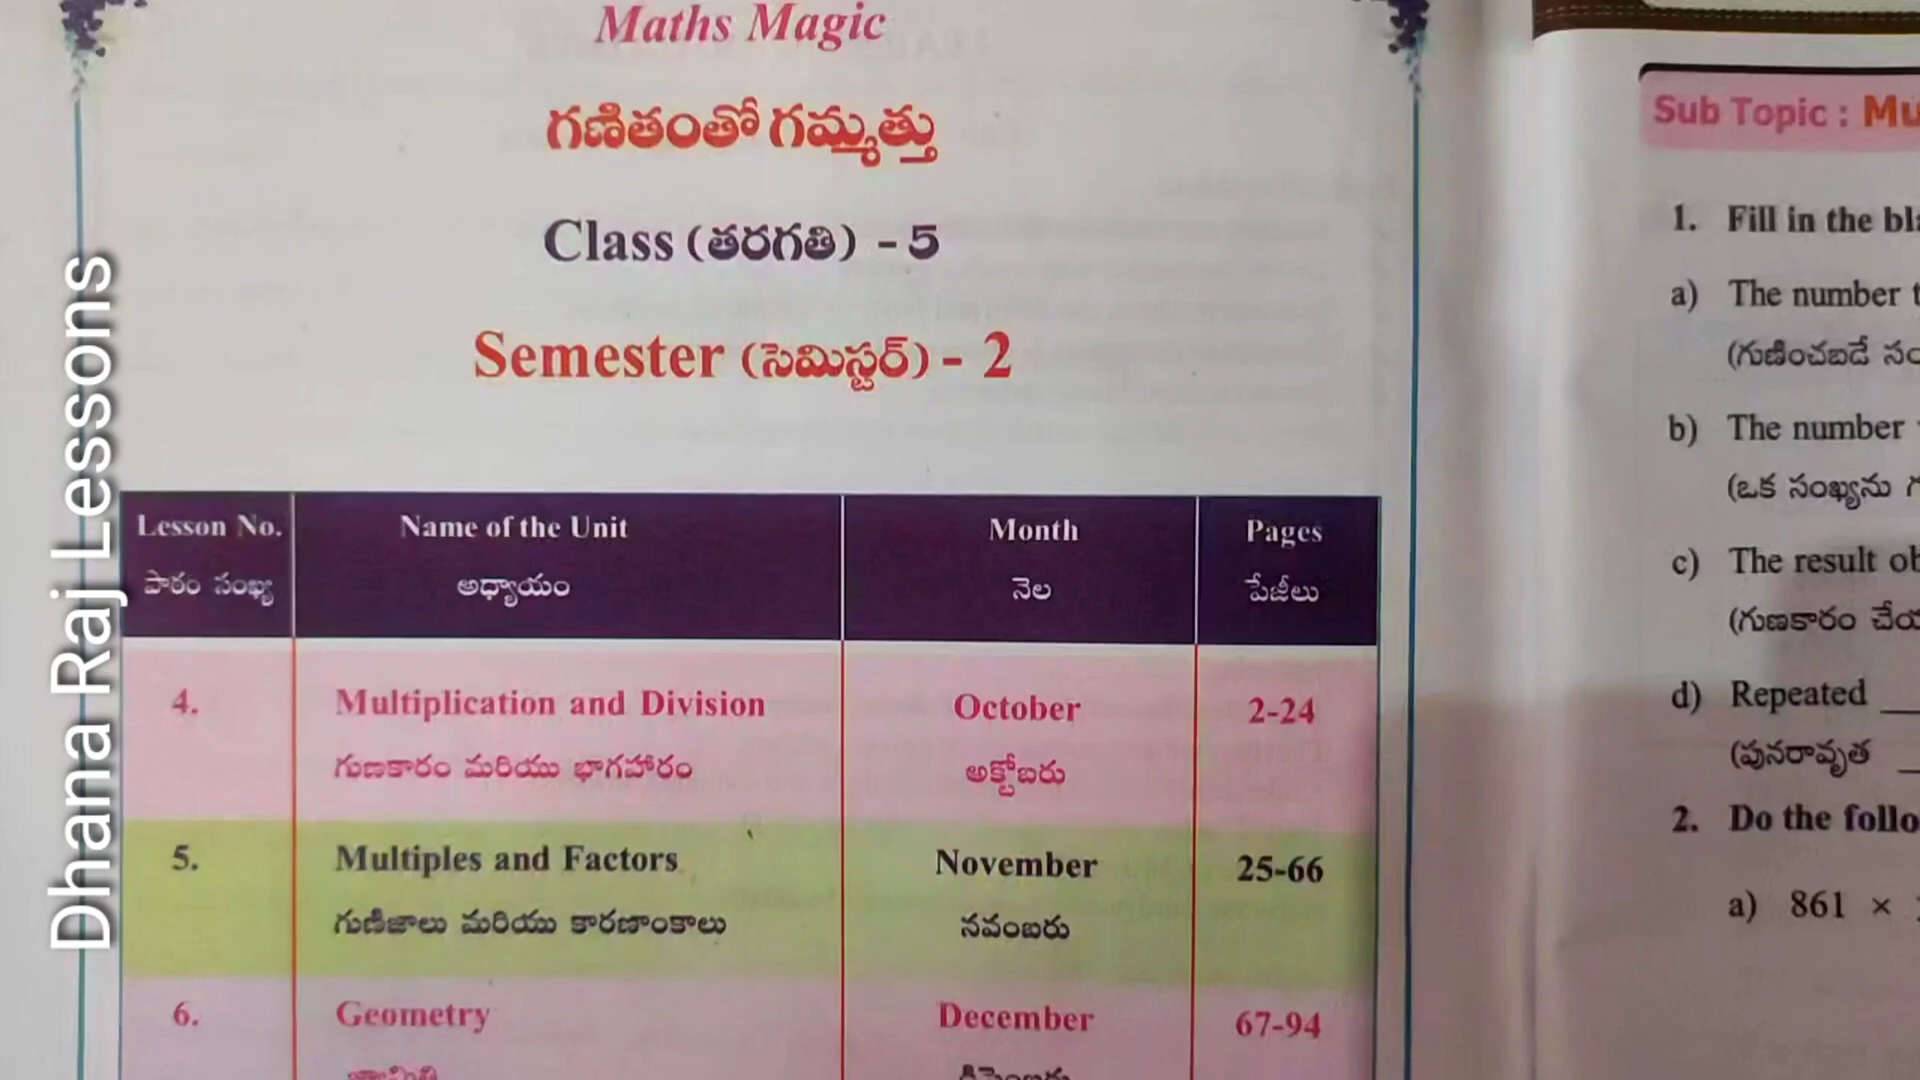 Maths Magic
గణితంతో గమ్మత్తు
Class (తరగతి) - 5
Semester (సెమిస్టర్) - 2
Lesson No. Name of the Unit Month Pages
పాఠం సంఖ్య అధ్యాయం నెల పేజీలు
4. Multiplication and Division October 2-24
గుణకారం మరియు భాగహారం అక్టోబరు
5. Multiples and Factors November 25-66
గుణిజాలు మరియు కారణాంకాలు నవంబరు
6. Geometry December 67-94
Dhana Raj Lessons
Sub Topic :
1. Fill in the
a) The number
(గుణించబడే
b) The number
(ఒక సంఖ్యను
c) The result
(గుణకారం
d) Repeated
(పునరావృత
2. Do the
a) 861 ×